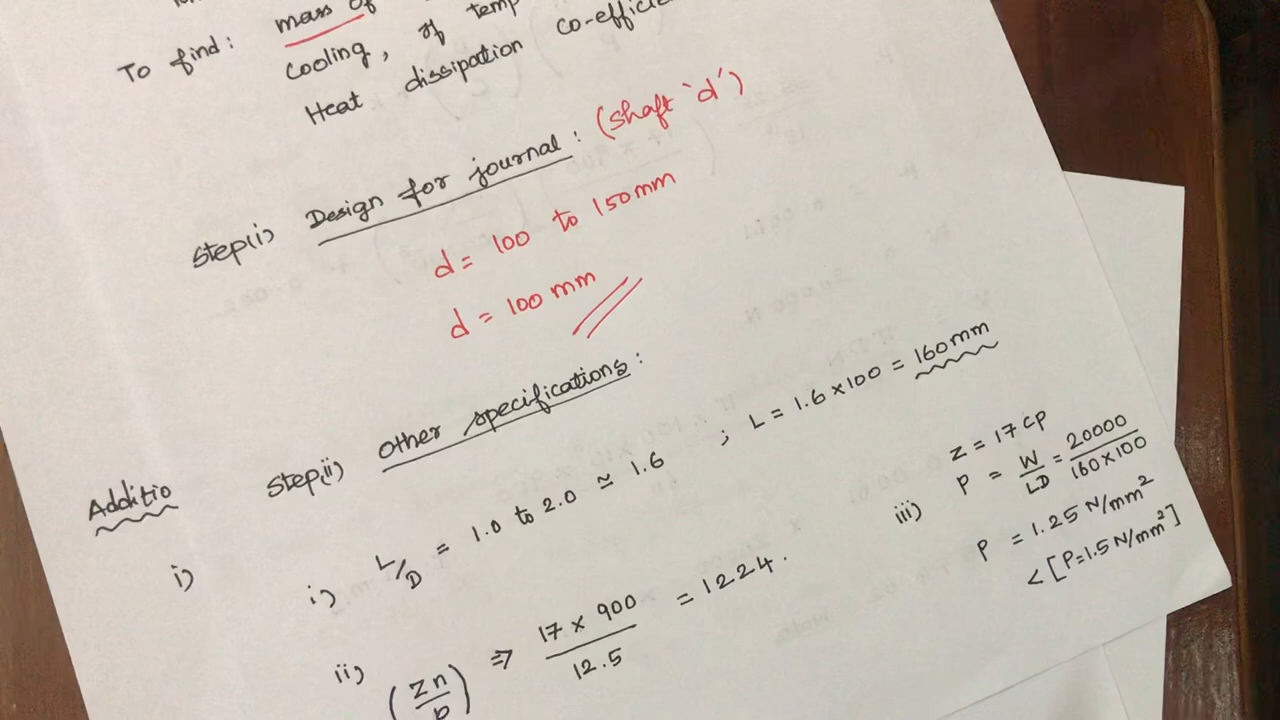 To find: mass of
cooling, if temp
Heat dissipation co-effici
Step(i) Design for journal: (shaft 'd')
d = 100 to 150mm
d = 100 mm
Additio
Step(ii) Other specifications:
i)
i) L/D = 1.0 to 2.0 ≃ 1.6 ; L = 1.6 × 100 = 160mm
ii) (Zn/p) ⇒ 17 × 900 / 12.5 = 1224.
iii) Z = 17 CP
P = W/LD = 20000/160×100
P = 1.25 N/mm²
< [P=1.5 N/mm²]